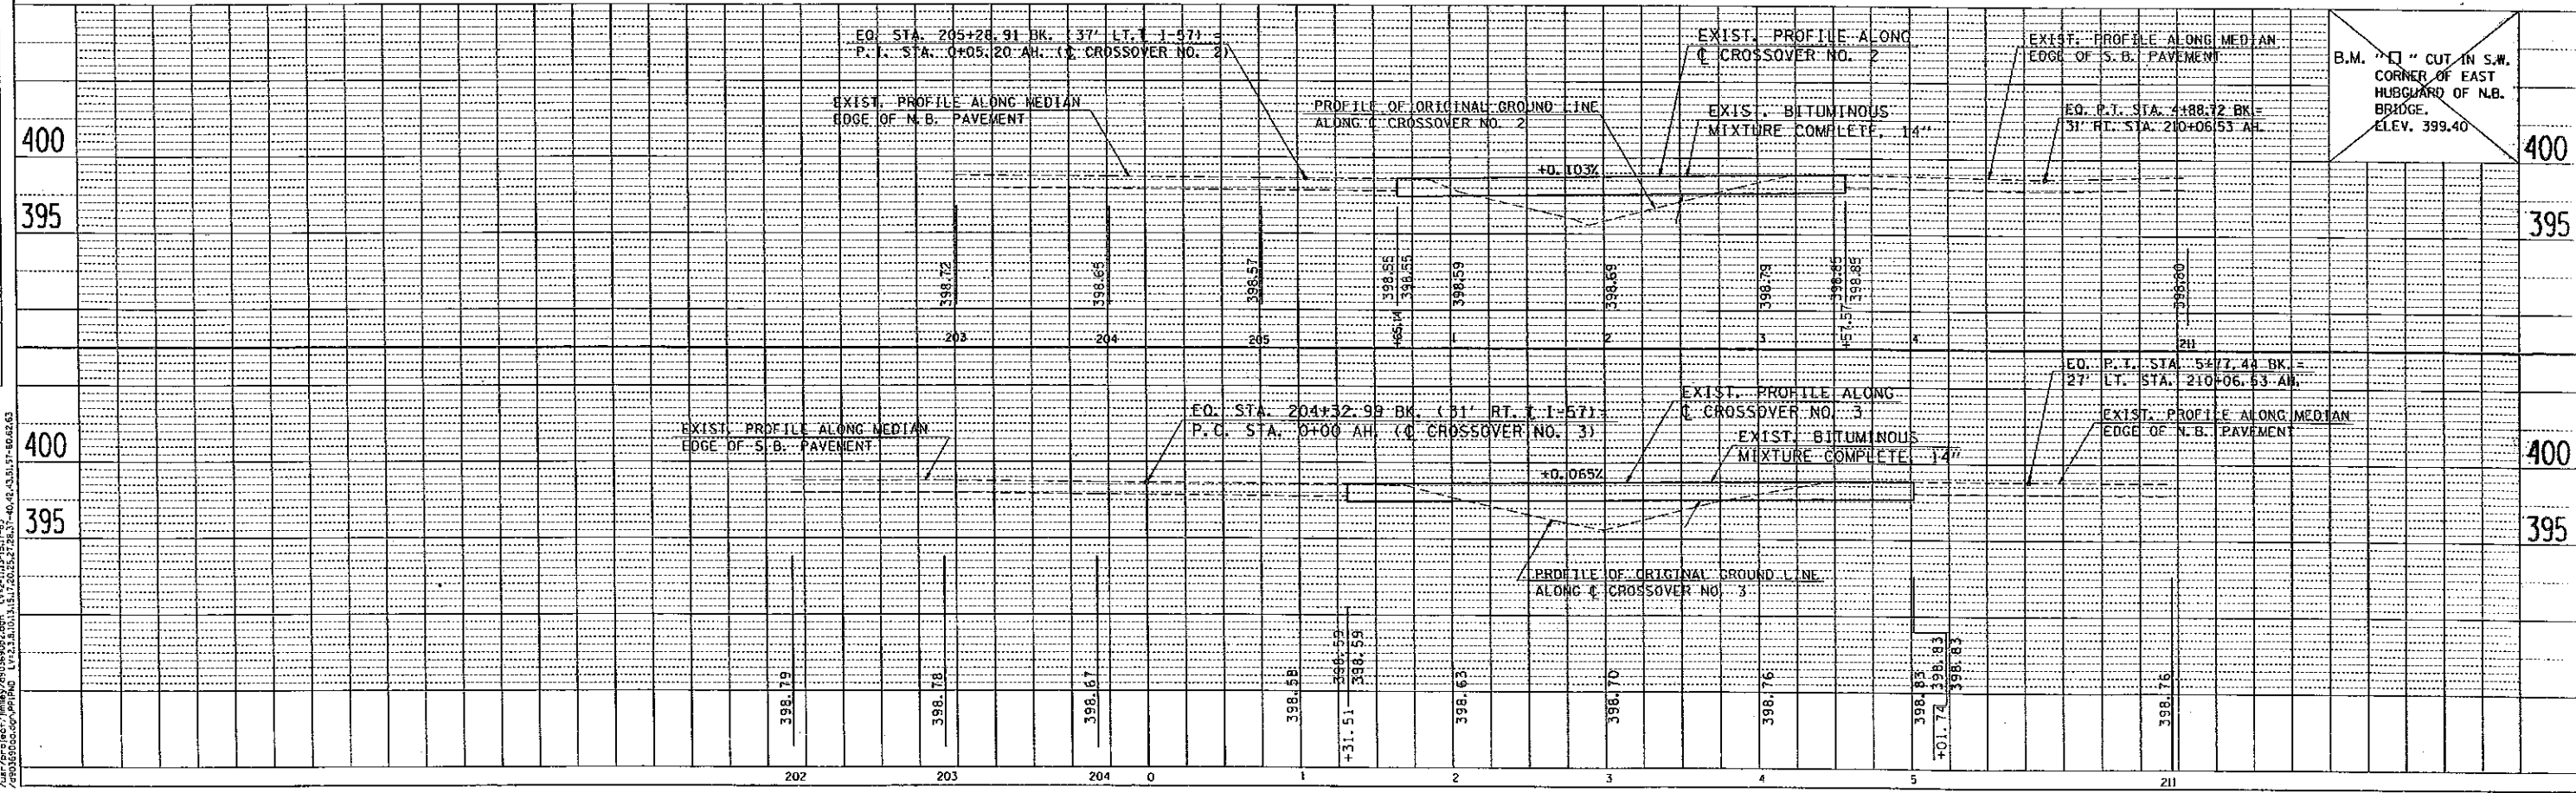 EQ. STA. 205+28.91 BK. (37' LT. ℄ I-57) =
P.I. STA. 0+05.20 AH. (℄ CROSSOVER NO. 2)
EXIST. PROFILE ALONG
℄ CROSSOVER NO. 2
EXIST. PROFILE ALONG MEDIAN
EDGE OF S.B. PAVEMENT
B.M. "□" CUT IN S.W.
CORNER OF EAST
HUBGUARD OF N.B.
BRIDGE.
ELEV. 399.40
EXIST. PROFILE ALONG MEDIAN
EDGE OF N.B. PAVEMENT
PROFILE OF ORIGINAL GROUND LINE
ALONG ℄ CROSSOVER NO. 2
EXIST. BITUMINOUS
MIXTURE COMPLETE, 14"
EQ. P.T. STA. 4+88.72 BK.=
31' RT. STA. 210+06.53 AH.
400
400
+0.103%
395
395
398.72
398.65
398.57
398.55
398.55
398.59
398.69
398.79
398.85
398.85
398.80
+65.14
+57.57
203
204
205
1
2
3
4
211
EQ. P.T. STA. 5+77.44 BK.=
27' LT. STA. 210+06.53 AH.
EXIST. PROFILE ALONG
℄ CROSSOVER NO. 3
EQ. STA. 204+32.99 BK. (31' RT. ℄ I-57)=
P.C. STA. 0+00 AH. (℄ CROSSOVER NO. 3)
EXIST. PROFILE ALONG MEDIAN
EDGE OF N.B. PAVEMENT
EXIST. PROFILE ALONG MEDIAN
EDGE OF S.B. PAVEMENT
EXIST. BITUMINOUS
MIXTURE COMPLETE, 14"
400
400
+0.065%
395
395
PROFILE OF ORIGINAL GROUND LINE
ALONG ℄ CROSSOVER NO. 3
398.79
398.78
398.67
398.58
398.59
398.59
398.63
398.70
398.76
398.83
398.83
398.83
398.76
+31.51
+01.74
202
203
204
0
1
2
3
4
5
211